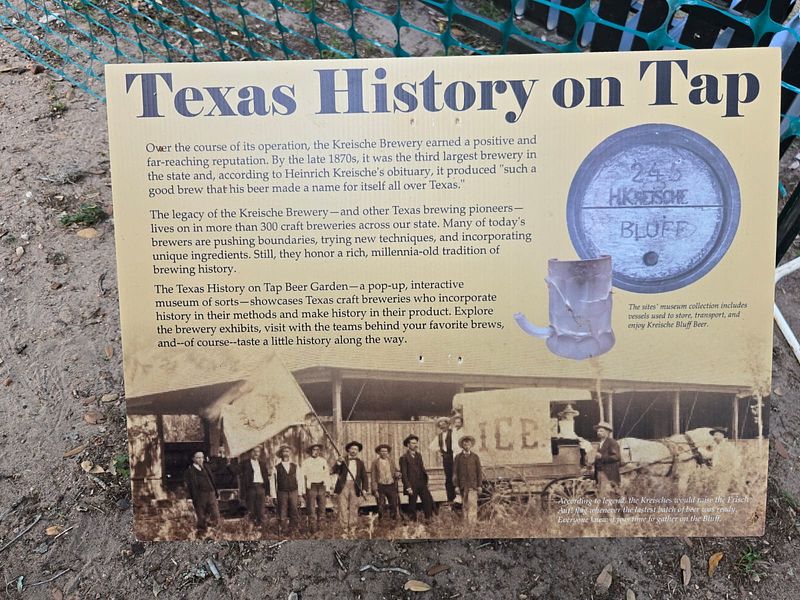 Texas History on Tap
Over the course of its operation, the Kreische Brewery earned a positive and
far-reaching reputation. By the late 1870s, it was the third largest brewery in
the state and, according to Heinrich Kreische's obituary, it produced "such a
good brew that his beer made a name for itself all over Texas."
The legacy of the Kreische Brewery—and other Texas brewing pioneers—
lives on in more than 300 craft breweries across our state. Many of today's
brewers are pushing boundaries, trying new techniques, and incorporating
unique ingredients. Still, they honor a rich, millennia-old tradition of
brewing history.
The Texas History on Tap Beer Garden—a pop-up, interactive
museum of sorts—showcases Texas craft breweries who incorporate
history in their methods and make history in their product. Explore
the brewery exhibits, visit with the teams behind your favorite brews,
and--of course--taste a little history along the way.
H.KREISCHE
BLUFF
The sites' museum collection includes
vessels used to store, transport, and
enjoy Kreische Bluff Beer.
ICE
According to legend, the Kreisches would raise the Frisch
Auf! flag whenever the lastest batch of beer was ready.
Everyone knew it was time to gather on the Bluff.